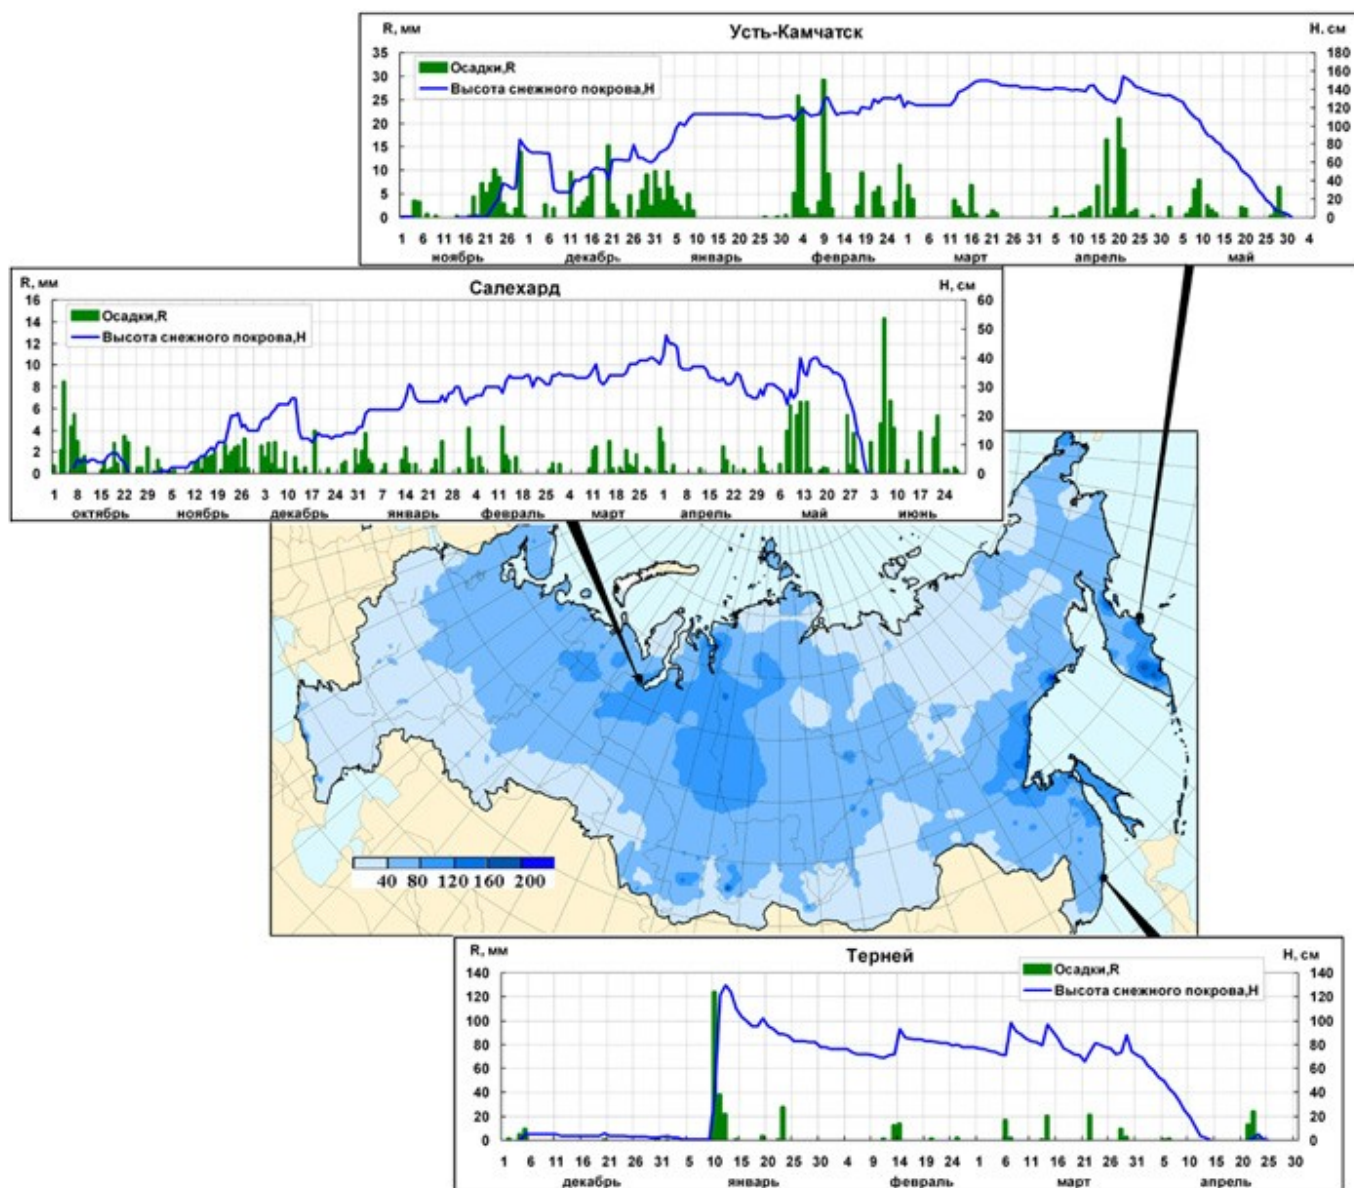 Усть-Камчатск
R, мм
H. см
Осадки,R
Высота снежного покрова,H
35
30
25
20
15
10
5
0
180
160
140
120
100
80
60
40
20
0
1 6 11 16 21 26 1 6 11 16 21 26 31 5 10 15 20 25 30 4 9 14 19 24 1 6 11 16 21 26 31 5 10 15 20 25 30 5 10 15 20 25 30 4
ноябрь декабрь январь февраль март апрель май
Салехард
R, мм
H, см
Осадки,R
Высота снежного покрова,H
16
14
12
10
8
6
4
2
0
60
50
40
30
20
10
0
1 8 15 22 29 5 12 19 26 3 10 17 24 31 7 14 21 28 4 11 18 25 4 11 18 25 1 8 15 22 29 6 13 20 27 3 10 17 24
октябрь ноябрь декабрь январь февраль март апрель май июнь
40 80 120 160 200
Терней
R, мм
H, см
Осадки,R
Высота снежного покрова,H
140
120
100
80
60
40
20
0
140
120
100
80
60
40
20
0
1 6 11 16 21 26 31 5 10 15 20 25 30 4 9 14 19 24 1 6 11 16 21 26 31 5 10 15 20 25 30
декабрь январь февраль март апрель